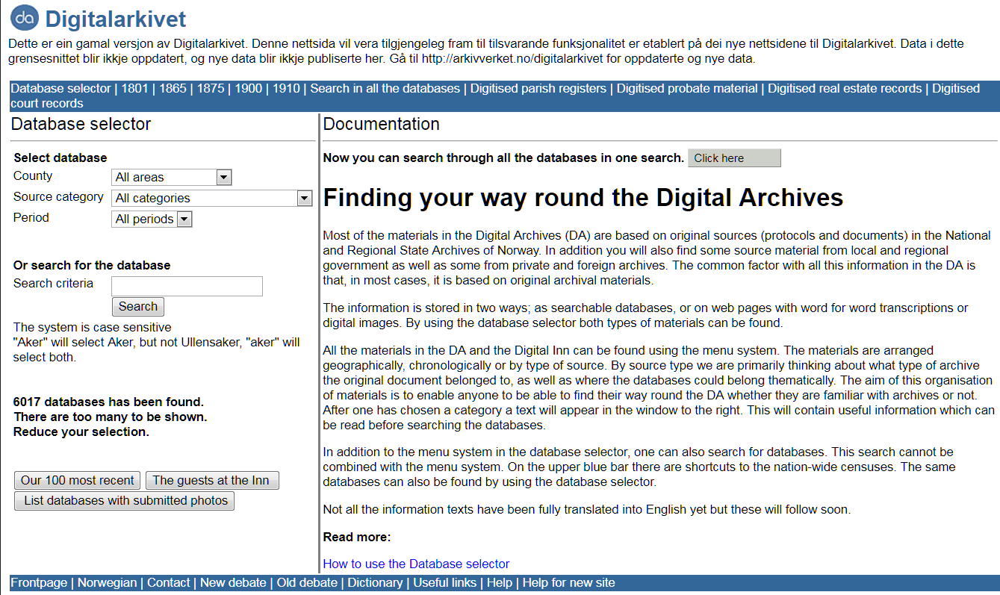 da Digitalarkivet
Dette er ein gamal versjon av Digitalarkivet. Denne nettsida vil vera tilgjengeleg fram til tilsvarande funksjonalitet er etablert på dei nye nettsidene til Digitalarkivet. Data i dette
grensesnittet blir ikkje oppdatert, og nye data blir ikkje publiserte her. Gå til http://arkivverket.no/digitalarkivet for oppdaterte og nye data.
Database selector | 1801 | 1865 | 1875 | 1900 | 1910 | Search in all the databases | Digitised parish registers | Digitised probate material | Digitised real estate records | Digitised
court records
Database selector
Select database
County All areas
Source category All categories
Period All periods
Or search for the database
Search criteria
Search
The system is case sensitive
"Aker" will select Aker, but not Ullensaker, "aker" will
select both.
6017 databases has been found.
There are too many to be shown.
Reduce your selection.
Our 100 most recent The guests at the Inn
List databases with submitted photos
Documentation
Now you can search through all the databases in one search. Click here
Finding your way round the Digital Archives
Most of the materials in the Digital Archives (DA) are based on original sources (protocols and documents) in the National
and Regional State Archives of Norway. In addition you will also find some source material from local and regional
government as well as some from private and foreign archives. The common factor with all this information in the DA is
that, in most cases, it is based on original archival materials.
The information is stored in two ways; as searchable databases, or on web pages with word for word transcriptions or
digital images. By using the database selector both types of materials can be found.
All the materials in the DA and the Digital Inn can be found using the menu system. The materials are arranged
geographically, chronologically or by type of source. By source type we are primarily thinking about what type of archive
the original document belonged to, as well as where the databases could belong thematically. The aim of this organisation
of materials is to enable anyone to be able to find their way round the DA whether they are familiar with archives or not.
After one has chosen a category a text will appear in the window to the right. This will contain useful information which can
be read before searching the databases.
In addition to the menu system in the database selector, one can also search for databases. This search cannot be
combined with the menu system. On the upper blue bar there are shortcuts to the nation-wide censuses. The same
databases can also be found by using the database selector.
Not all the information texts have been fully translated into English yet but these will follow soon.
Read more:
How to use the Database selector
Frontpage | Norwegian | Contact | New debate | Old debate | Dictionary | Useful links | Help | Help for new site